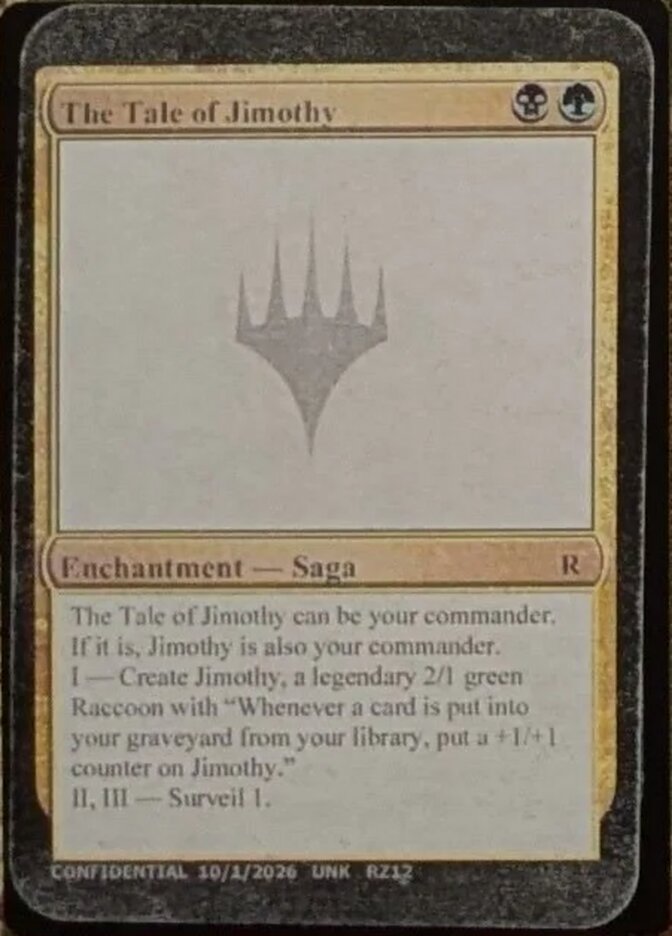 The Tale of Jimothy
Enchantment — Saga R
The Tale of Jimothy can be your commander.
If it is, Jimothy is also your commander.
I — Create Jimothy, a legendary 2/1 green
Raccoon with “Whenever a card is put into
your graveyard from your library, put a +1/+1
counter on Jimothy.”
II, III — Surveil 1.
CONFIDENTIAL 10/1/2026 UNK RZ12